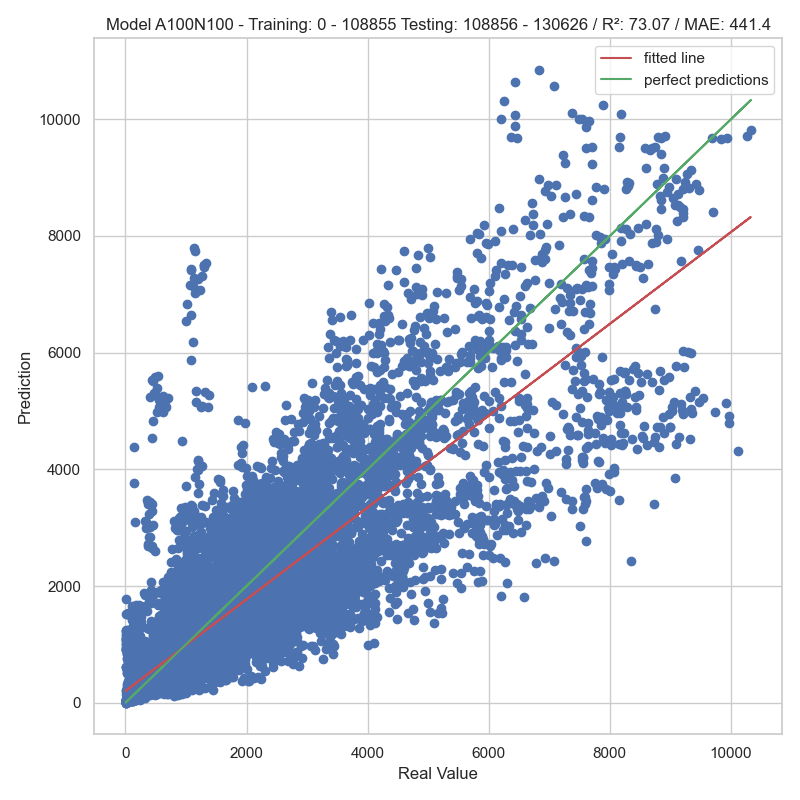 Model A100N100 - Training: 0 - 108855 Testing: 108856 - 130626 / R²: 73.07 / MAE: 441.4
fitted line
perfect predictions
10000
8000
6000
4000
2000
0
Prediction
0 2000 4000 6000 8000 10000
Real Value